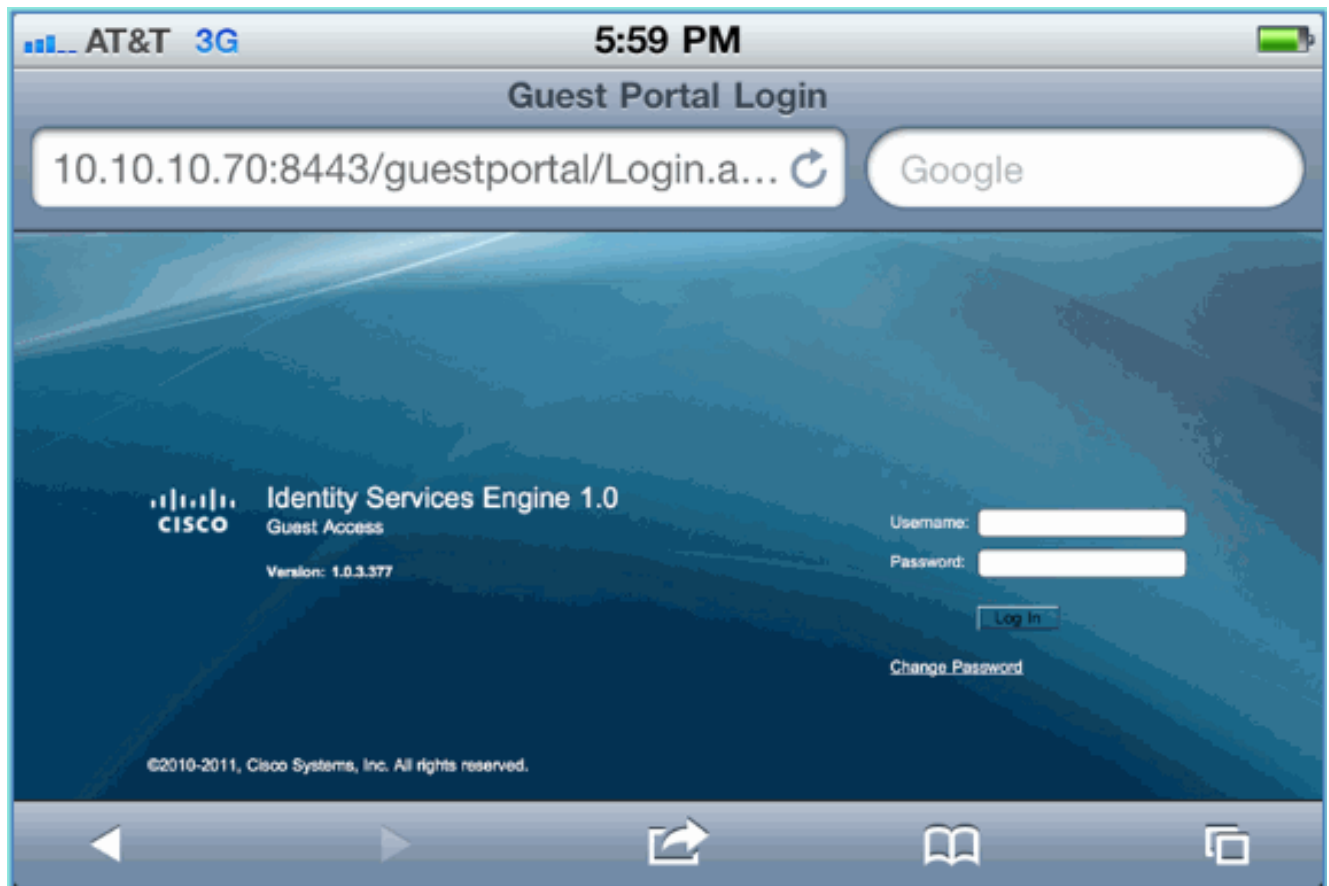 AT&T 3G 5:59 PM
Guest Portal Login
10.10.10.70:8443/guestportal/Login.a... Google
Identity Services Engine 1.0
CISCO Guest Access
Version: 1.0.3.377
Username:
Password:
Log In
Change Password
©2010-2011, Cisco Systems, Inc. All rights reserved.